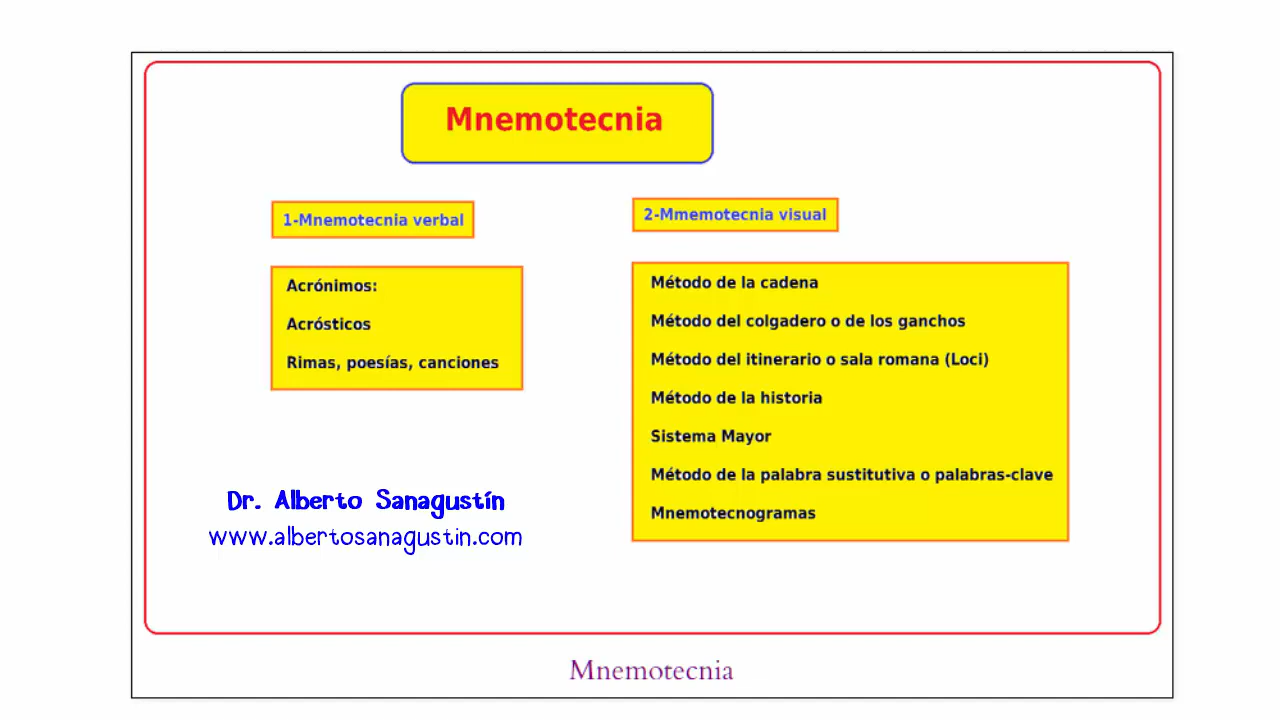 Mnemotecnia
1-Mnemotecnia verbal
Acrónimos:
Acrósticos
Rimas, poesías, canciones
2-Mmemotecnia visual
Método de la cadena
Método del colgadero o de los ganchos
Método del itinerario o sala romana (Loci)
Método de la historia
Sistema Mayor
Método de la palabra sustitutiva o palabras-clave
Mnemotecnogramas
Dr. Alberto Sanagustín
www.albertosanagustin.com
Mnemotecnia